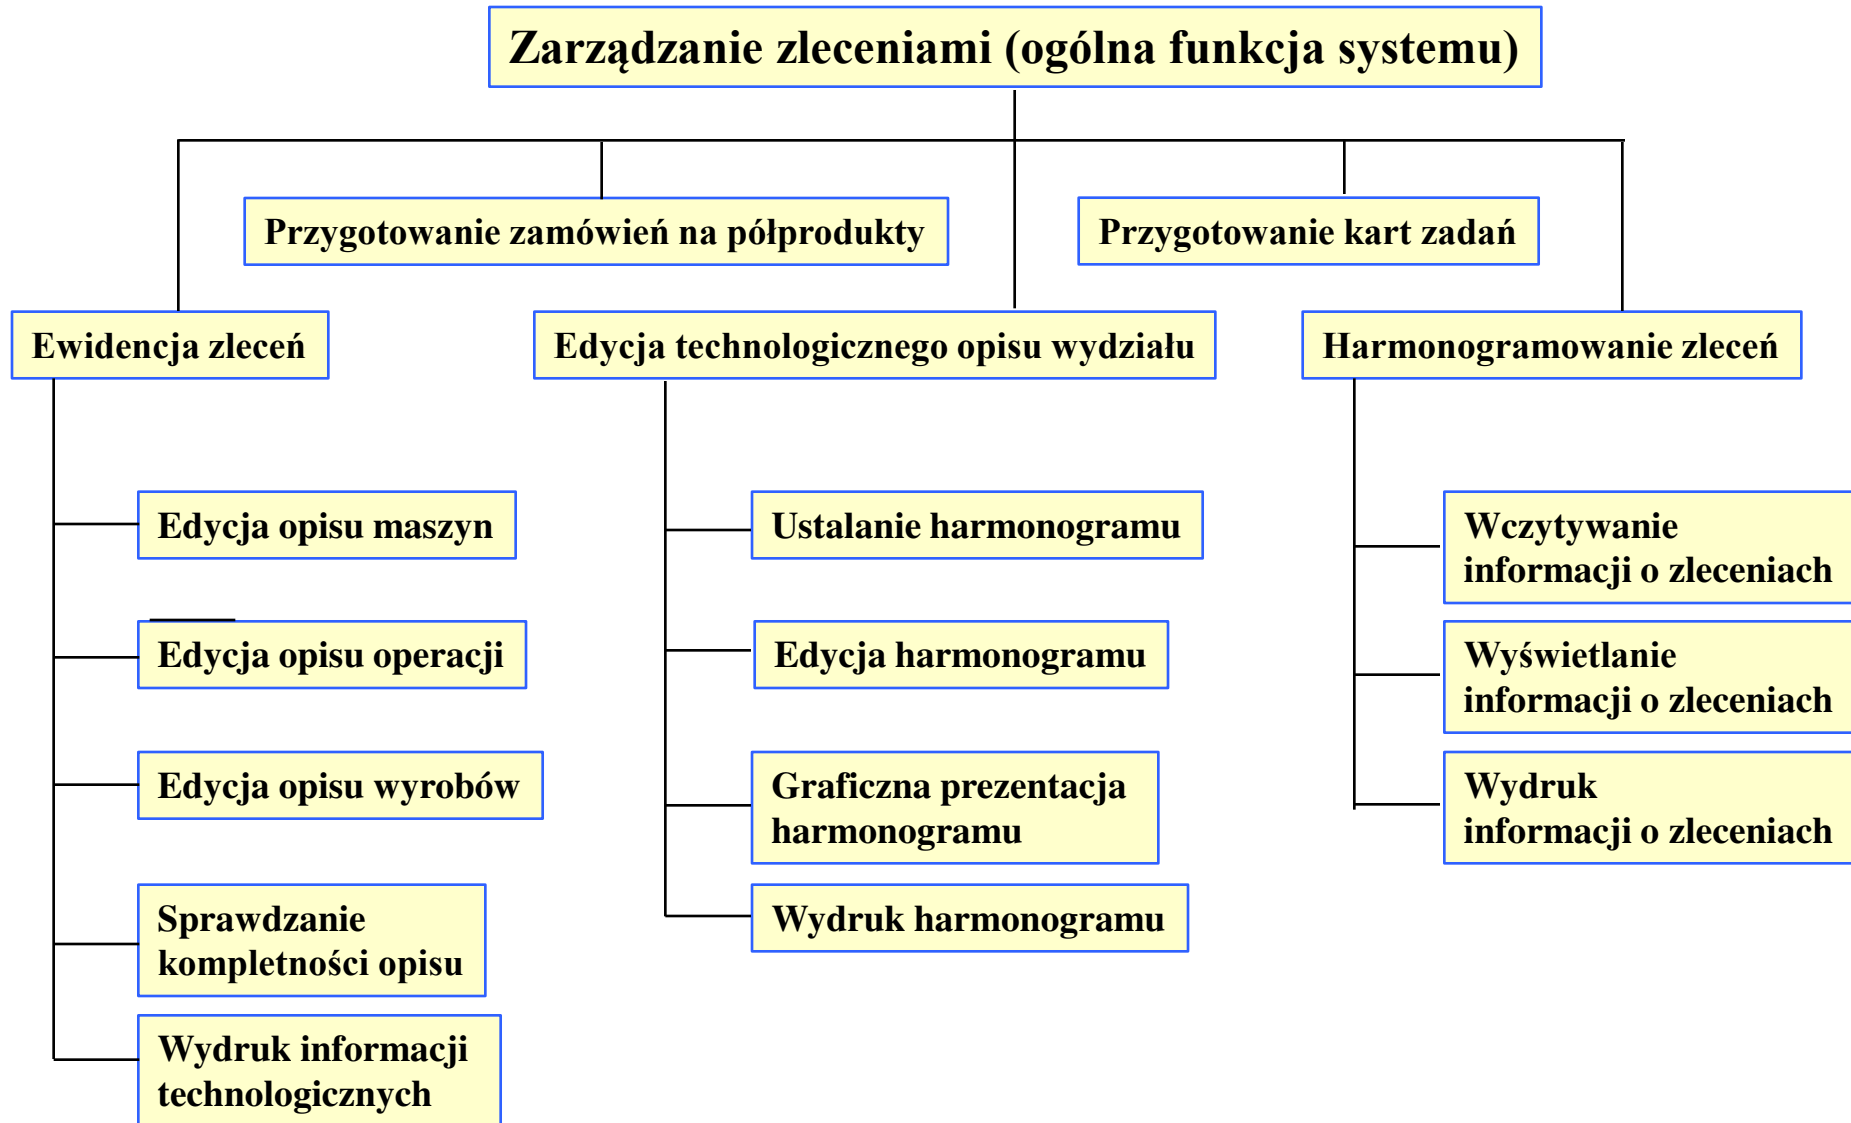 Zarządzanie zleceniami (ogólna funkcja systemu)
Przygotowanie zamówień na półprodukty
Przygotowanie kart zadań
Ewidencja zleceń
Edycja technologicznego opisu wydziału
Harmonogramowanie zleceń
Edycja opisu maszyn
Edycja opisu operacji
Edycja opisu wyrobów
Sprawdzanie
kompletności opisu
Wydruk informacji
technologicznych
Ustalanie harmonogramu
Edycja harmonogramu
Graficzna prezentacja
harmonogramu
Wydruk harmonogramu
Wczytywanie
informacji o zleceniach
Wyświetlanie
informacji o zleceniach
Wydruk
informacji o zleceniach